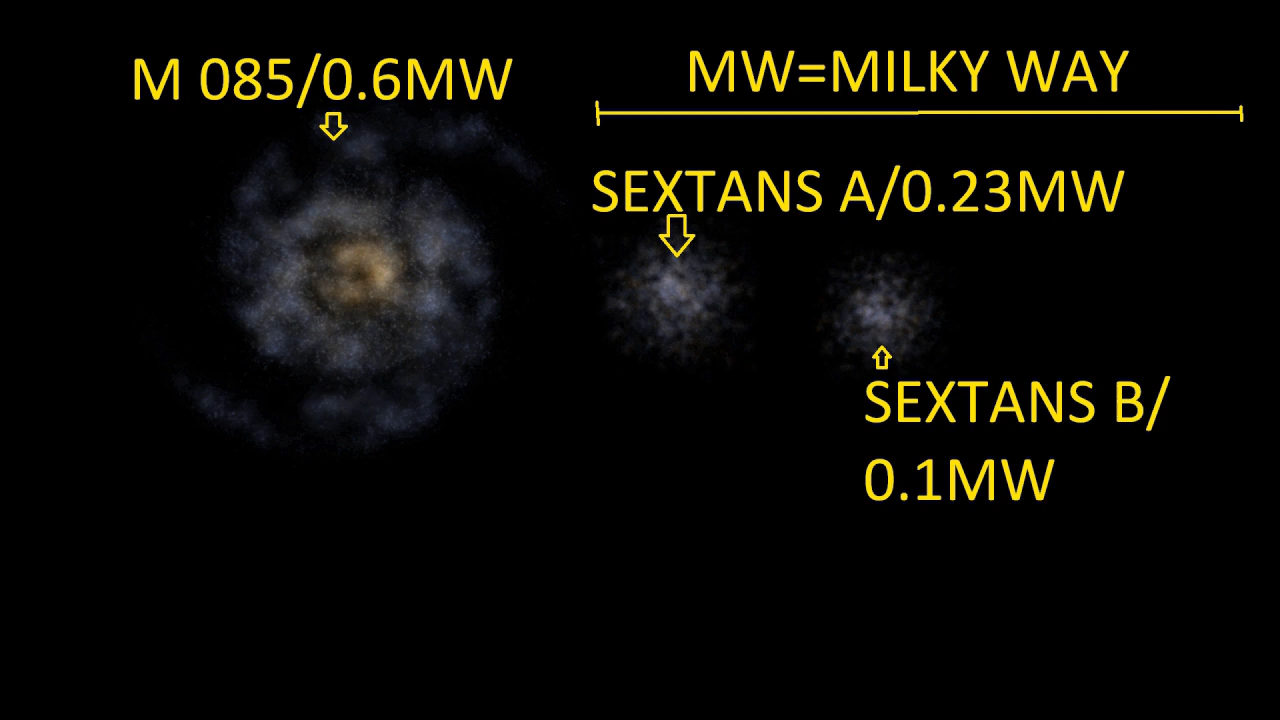 M 085/0.6MW
MW=MILKY WAY
SEXTANS A/0.23MW
SEXTANS B/
0.1MW